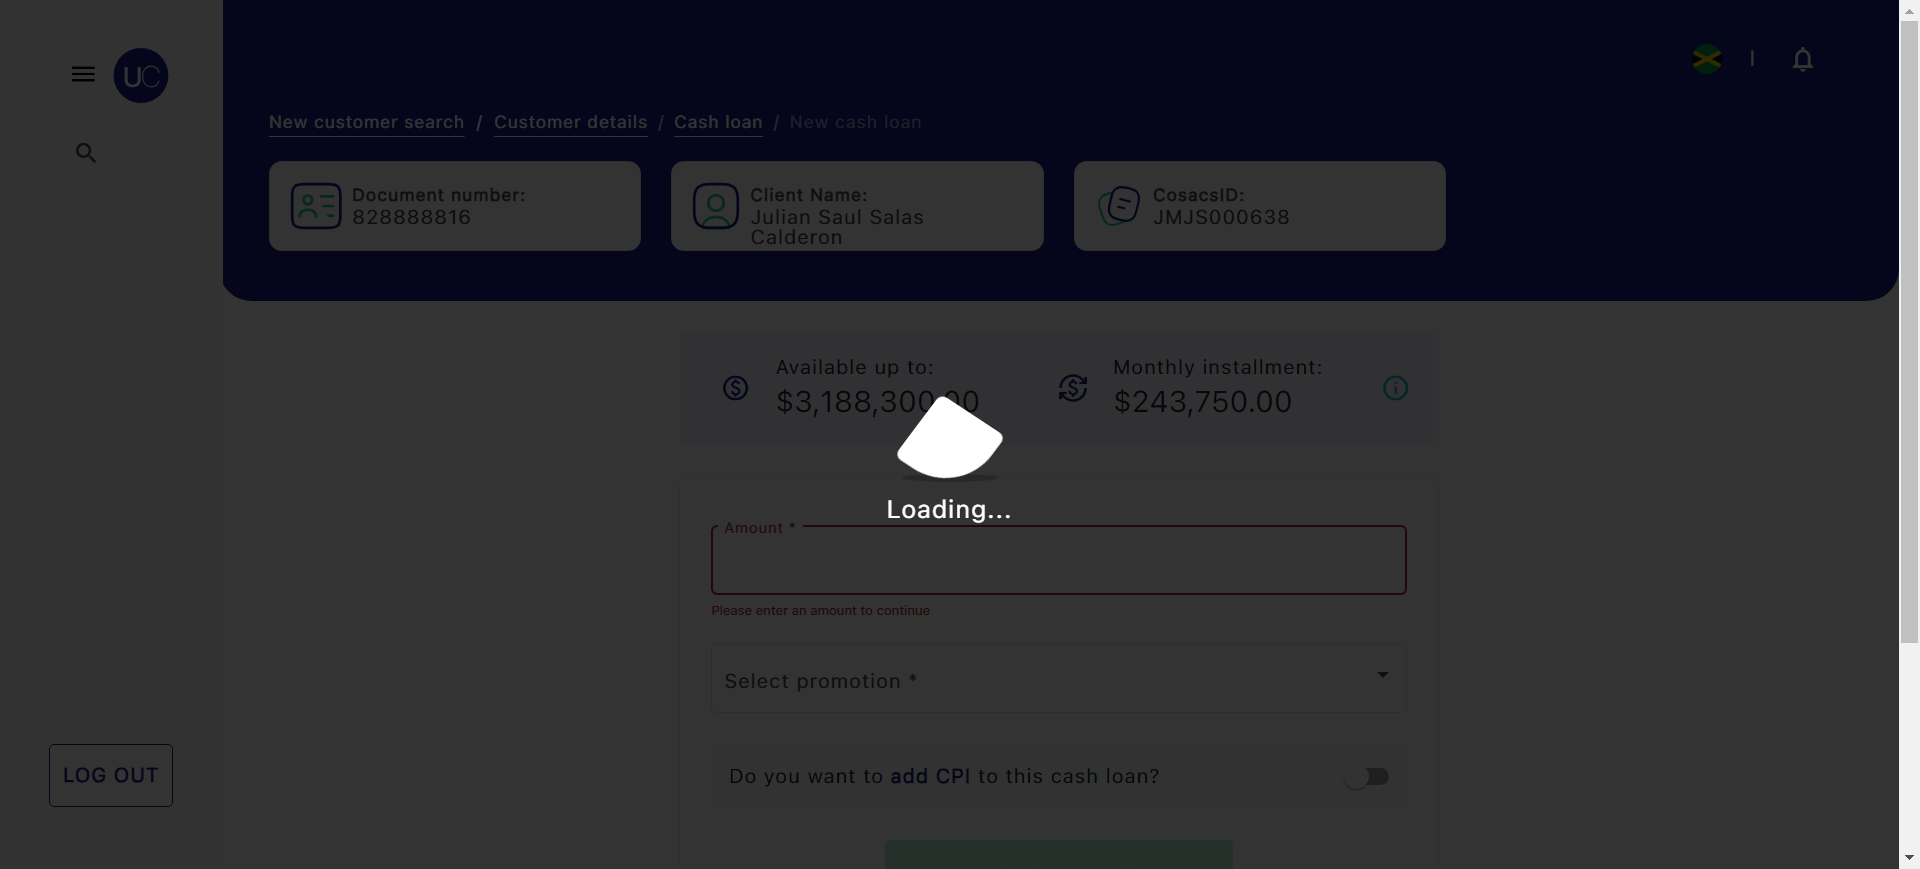 UC
New customer search / Customer details / Cash loan / New cash loan
Document number:
828888816
Client Name:
Julian Saul Salas
Calderon
CosacsID:
JMJS000638
Available up to:
$3,188,300.00
Monthly installment:
$243,750.00
Loading...
Amount *
Please enter an amount to continue
Select promotion *
Do you want to add CPI to this cash loan?
LOG OUT